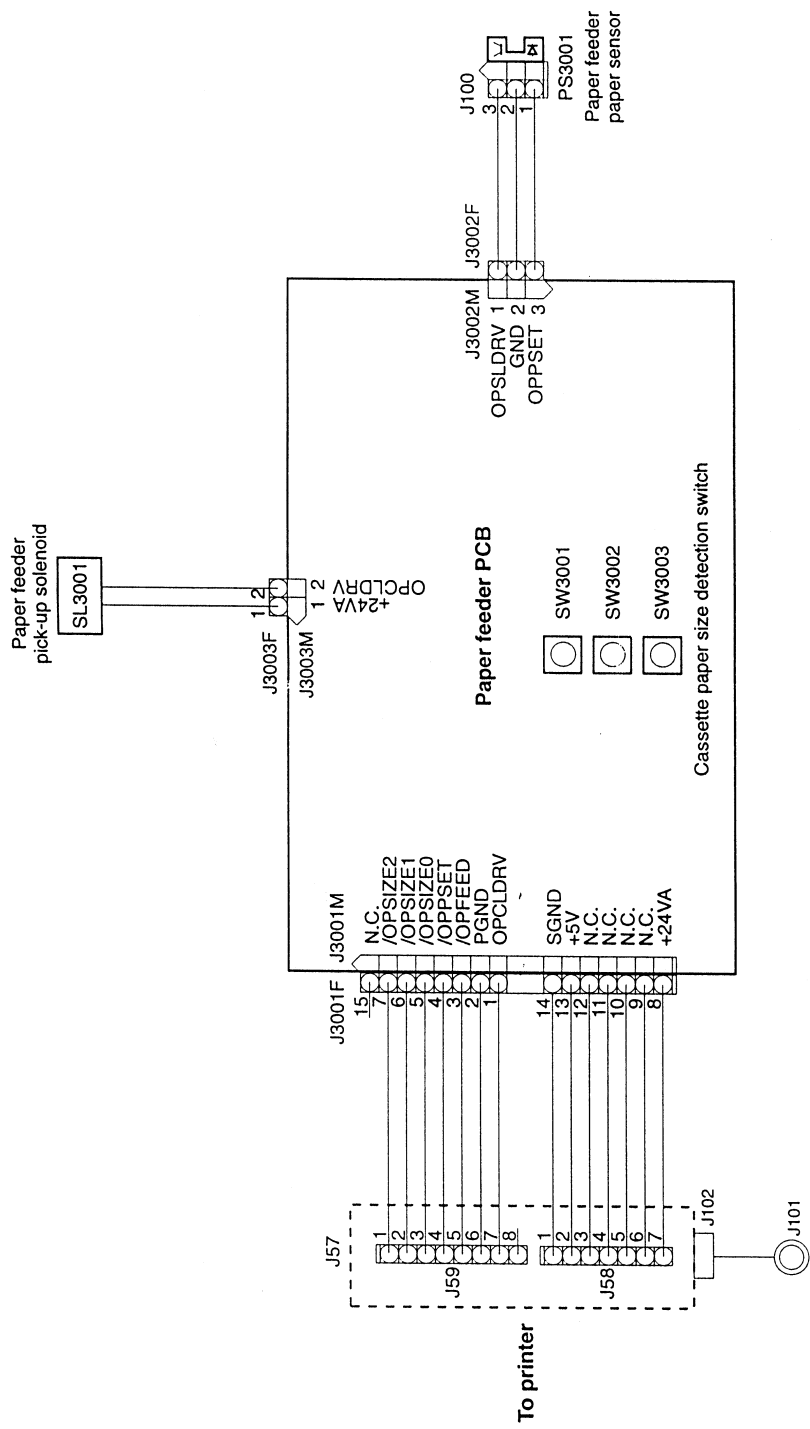 Paper feeder
pick-up solenoid
SL3001
J3003F
1
2
J3003M
1
2
+24VA
OPCLDRV
J100
3
2
1
PS3001
Paper feeder
paper sensor
J3002F
J3002M
OPSLDRV 1
GND 2
OPPSET 3
Paper feeder PCB
SW3001
SW3002
SW3003
Cassette paper size detection switch
J3001M
N.C.
/OPSIZE2
/OPSIZE1
/OPSIZE0
/OPPSET
/OPFEED
PGND
OPCLDRV
SGND
+5V
N.C.
N.C.
N.C.
N.C.
+24VA
J3001F
15
7
6
5
4
3
2
1
14
13
12
11
10
9
8
J57
1
2
3
4
5
6
7
8
J59
1
2
3
4
5
6
7
J58
J102
J101
To printer